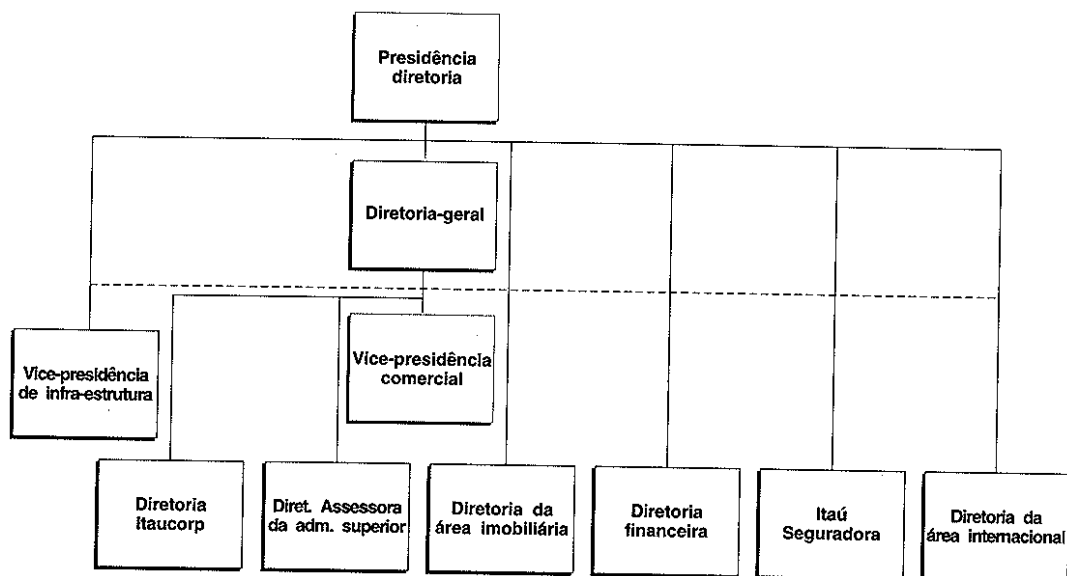 Presidência
diretoria
Diretoria-geral
Vice-presidência
de infra-estrutura
Vice-presidência
comercial
Diretoria
Itaucorp
Diret. Assessora
da adm. superior
Diretoria da
área imobiliária
Diretoria
financeira
Itaú
Seguradora
Diretoria da
área internacional